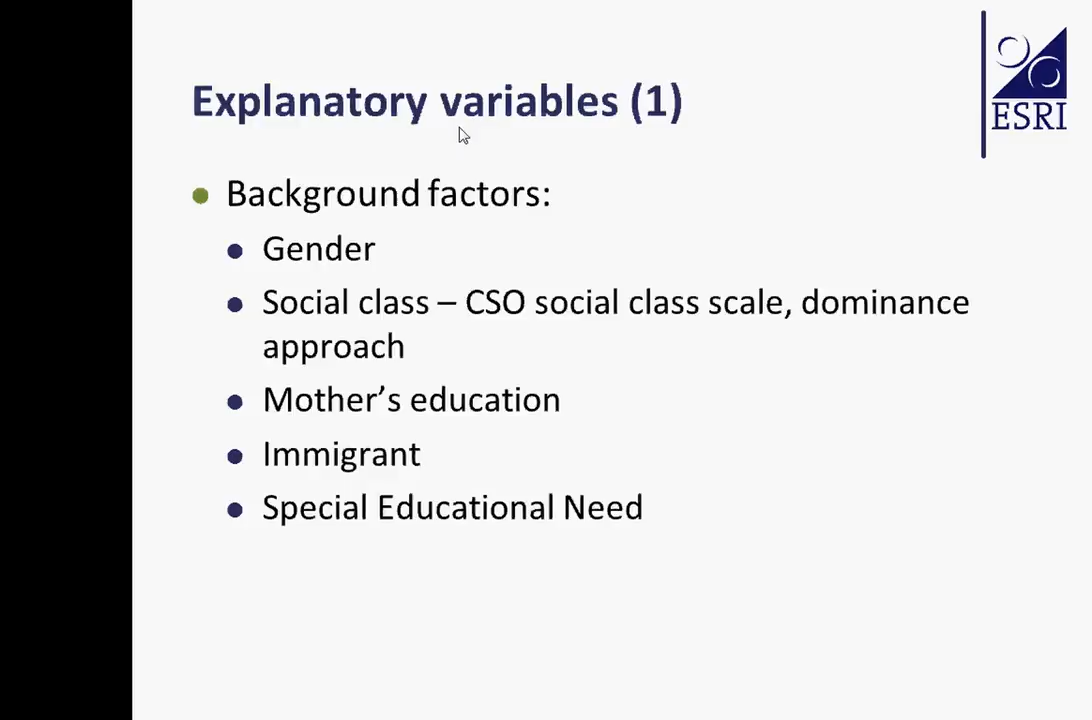 Explanatory variables (1)
ESRI
Background factors:
Gender
Social class – CSO social class scale, dominance
approach
Mother’s education
Immigrant
Special Educational Need